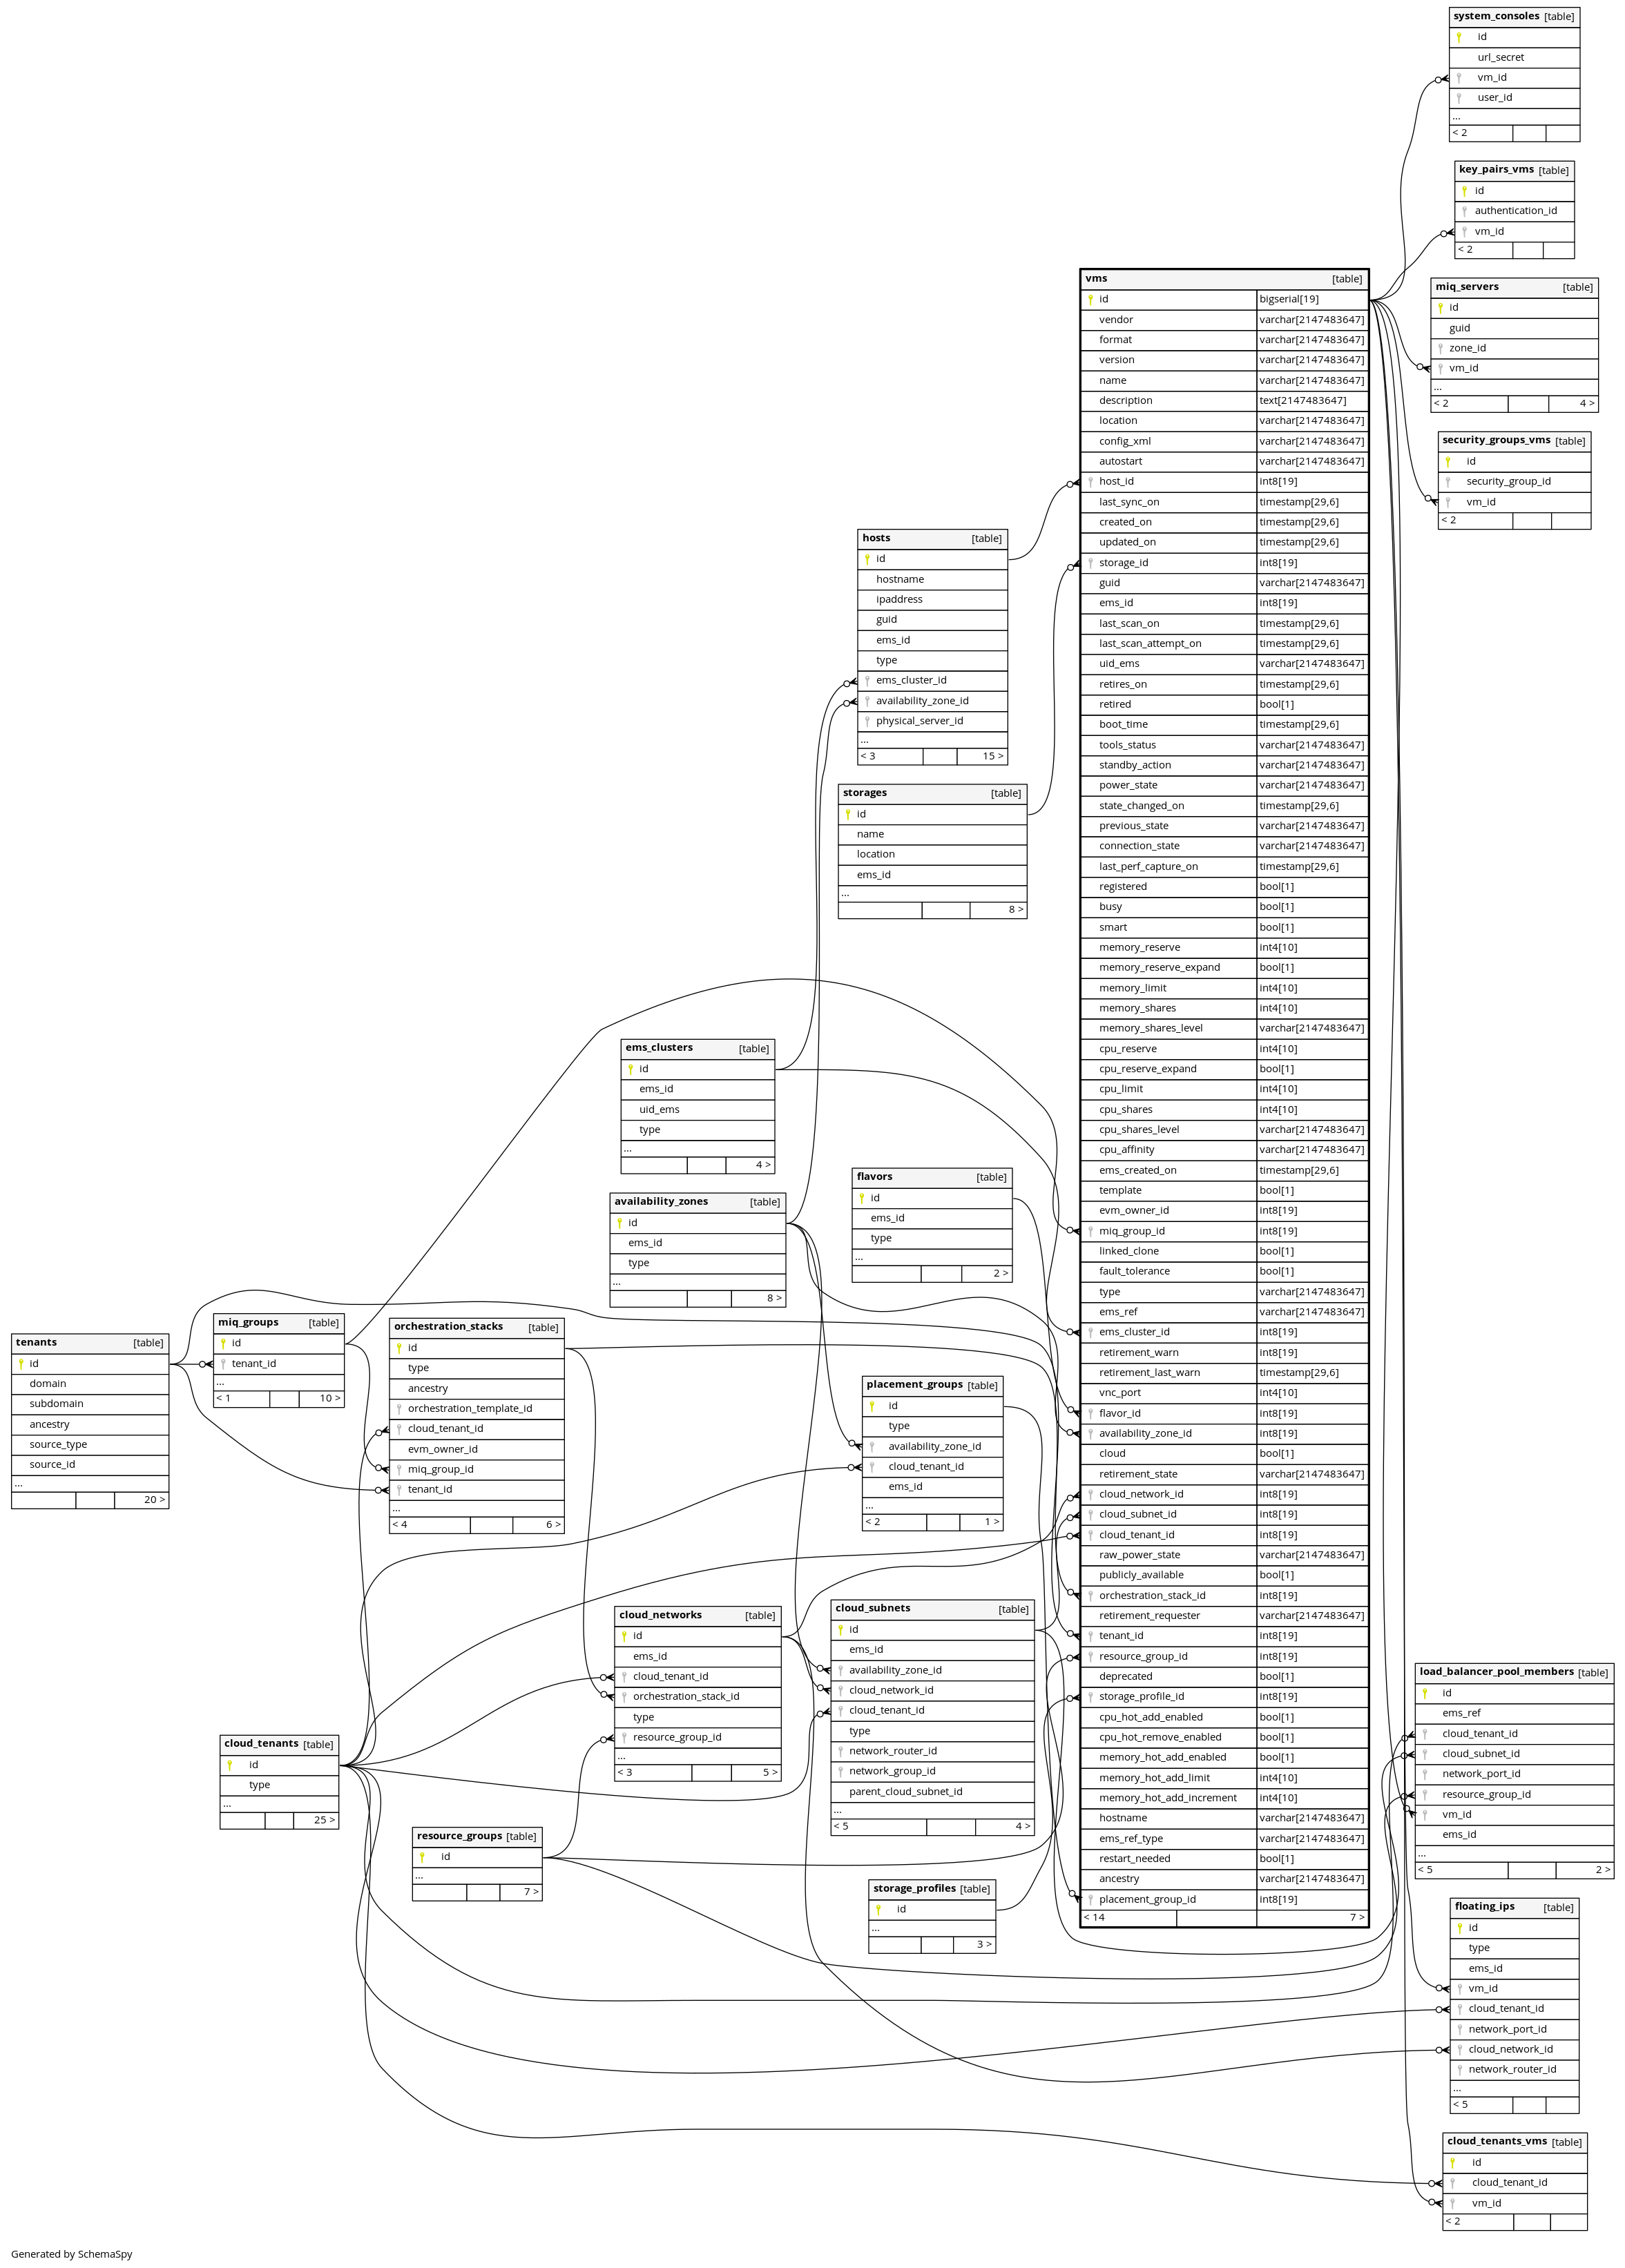 system_consoles [table]
id
url_secret
vm_id
user_id
...
< 2
key_pairs_vms [table]
id
authentication_id
vm_id
< 2
miq_servers [table]
id
guid
zone_id
vm_id
...
< 2 4 >
security_groups_vms [table]
id
security_group_id
vm_id
< 2
vms [table]
id bigserial[19]
vendor varchar[2147483647]
format varchar[2147483647]
version varchar[2147483647]
name varchar[2147483647]
description text[2147483647]
location varchar[2147483647]
config_xml varchar[2147483647]
autostart varchar[2147483647]
host_id int8[19]
last_sync_on timestamp[29,6]
created_on timestamp[29,6]
updated_on timestamp[29,6]
storage_id int8[19]
guid varchar[2147483647]
ems_id int8[19]
last_scan_on timestamp[29,6]
last_scan_attempt_on timestamp[29,6]
uid_ems varchar[2147483647]
retires_on timestamp[29,6]
retired bool[1]
boot_time timestamp[29,6]
tools_status varchar[2147483647]
standby_action varchar[2147483647]
power_state varchar[2147483647]
state_changed_on timestamp[29,6]
previous_state varchar[2147483647]
connection_state varchar[2147483647]
last_perf_capture_on timestamp[29,6]
registered bool[1]
busy bool[1]
smart bool[1]
memory_reserve int4[10]
memory_reserve_expand bool[1]
memory_limit int4[10]
memory_shares int4[10]
memory_shares_level varchar[2147483647]
cpu_reserve int4[10]
cpu_reserve_expand bool[1]
cpu_limit int4[10]
cpu_shares int4[10]
cpu_shares_level varchar[2147483647]
cpu_affinity varchar[2147483647]
ems_created_on timestamp[29,6]
template bool[1]
evm_owner_id int8[19]
miq_group_id int8[19]
linked_clone bool[1]
fault_tolerance bool[1]
type varchar[2147483647]
ems_ref varchar[2147483647]
ems_cluster_id int8[19]
retirement_warn int8[19]
retirement_last_warn timestamp[29,6]
vnc_port int4[10]
flavor_id int8[19]
availability_zone_id int8[19]
cloud bool[1]
retirement_state varchar[2147483647]
cloud_network_id int8[19]
cloud_subnet_id int8[19]
cloud_tenant_id int8[19]
raw_power_state varchar[2147483647]
publicly_available bool[1]
orchestration_stack_id int8[19]
retirement_requester varchar[2147483647]
tenant_id int8[19]
resource_group_id int8[19]
deprecated bool[1]
storage_profile_id int8[19]
cpu_hot_add_enabled bool[1]
cpu_hot_remove_enabled bool[1]
memory_hot_add_enabled bool[1]
memory_hot_add_limit int4[10]
memory_hot_add_increment int4[10]
hostname varchar[2147483647]
ems_ref_type varchar[2147483647]
restart_needed bool[1]
ancestry varchar[2147483647]
placement_group_id int8[19]
< 14 7 >
hosts [table]
id
hostname
ipaddress
guid
ems_id
type
ems_cluster_id
availability_zone_id
physical_server_id
...
< 3 15 >
storages [table]
id
name
location
ems_id
...
8 >
ems_clusters [table]
id
ems_id
uid_ems
type
...
4 >
availability_zones [table]
id
ems_id
type
...
8 >
flavors [table]
id
ems_id
type
...
2 >
tenants [table]
id
domain
subdomain
ancestry
source_type
source_id
...
20 >
miq_groups [table]
id
tenant_id
...
< 1 10 >
orchestration_stacks [table]
id
type
ancestry
orchestration_template_id
cloud_tenant_id
evm_owner_id
miq_group_id
tenant_id
...
< 4 6 >
placement_groups [table]
id
type
availability_zone_id
cloud_tenant_id
ems_id
...
< 2 1 >
cloud_networks [table]
id
ems_id
cloud_tenant_id
orchestration_stack_id
type
resource_group_id
...
< 3 5 >
cloud_subnets [table]
id
ems_id
availability_zone_id
cloud_network_id
cloud_tenant_id
type
network_router_id
network_group_id
parent_cloud_subnet_id
...
< 5 4 >
cloud_tenants [table]
id
type
...
25 >
resource_groups [table]
id
...
7 >
storage_profiles [table]
id
...
3 >
load_balancer_pool_members [table]
id
ems_ref
cloud_tenant_id
cloud_subnet_id
network_port_id
resource_group_id
vm_id
ems_id
...
< 5 2 >
floating_ips [table]
id
type
ems_id
vm_id
cloud_tenant_id
network_port_id
cloud_network_id
network_router_id
...
< 5
cloud_tenants_vms [table]
id
cloud_tenant_id
vm_id
< 2
Generated by SchemaSpy